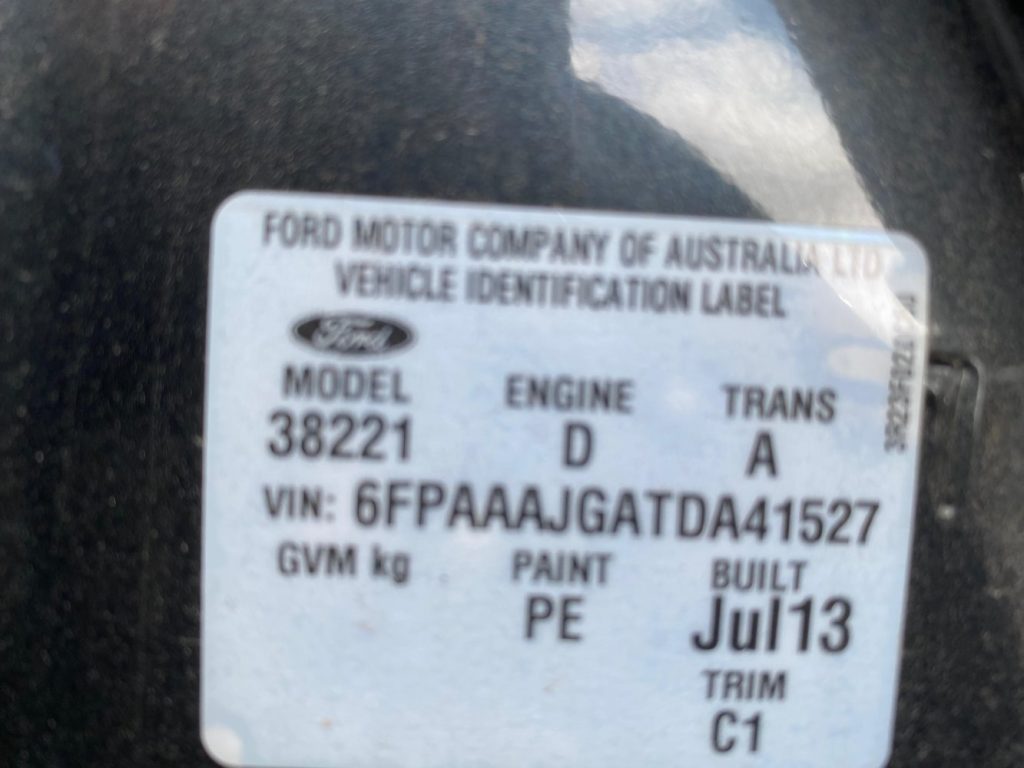 FORD MOTOR COMPANY OF AUSTRALIA LTD
VEHICLE IDENTIFICATION LABEL
Ford
MODEL ENGINE TRANS
38221 D A
VIN: 6FPAAAJGATDA41527
GVM kg PAINT BUILT
PE Jul13
TRIM
C1